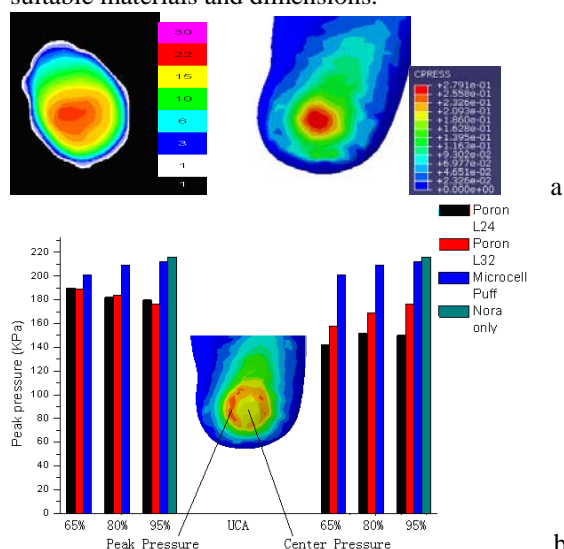 suitable materials and dimensions.
30
22
15
10
6
3
1
1
CPRESS
+2.791e-01
+2.558e-01
+2.326e-01
+2.093e-01
+1.860e-01
+1.628e-01
+1.395e-01
+1.163e-01
+9.302e-02
+6.977e-02
+4.651e-02
+2.326e-02
+0.000e+00
a
Poron
L24
Poron
L32
Microcell
Puff
Nora
only
Peak pressure (KPa)
220
200
180
160
140
120
100
80
60
40
20
0
65% 80% 95% UCA 65% 80% 95%
Peak Pressure Center Pressure
b